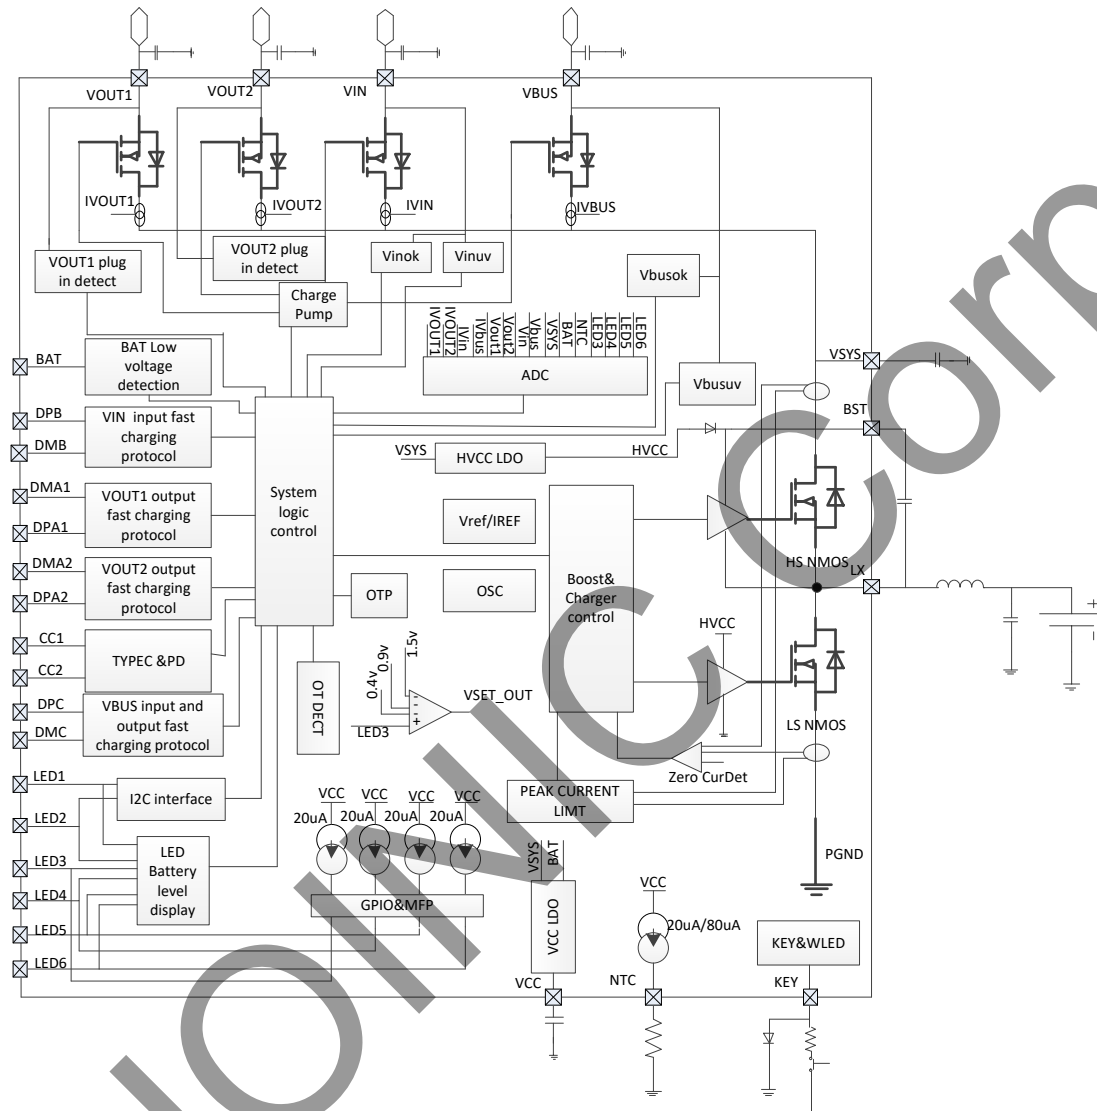 VOUT1
VOUT2
VIN
VBUS
IVOUT1
IVOUT2
IVIN
IVBUS
VOUT1 plug
in detect
VOUT2 plug
in detect
Vinok
Vinuv
Vbusok
Charge
Pump
IVOUT1
IVOUT2
IVin
IVbus
Vout1
Vout2
Vin
Vbus
VSYS
BAT
NTC
LED3
LED4
LED5
LED6
ADC
Vbusuv
VSYS
BST
BAT
BAT Low
voltage
detection
DPB
DMB
VIN input fast
charging
protocol
VSYS
HVCC LDO
HVCC
DMA1
DPA1
VOUT1 output
fast charging
protocol
System
logic
control
Vref/IREF
DMA2
DPA2
VOUT2 output
fast charging
protocol
OTP
OSC
Boost&
Charger
control
HS NMOS
LX
CC1
CC2
TYPEC &PD
HVCC
OT DECT
0.4v
0.9v
1.5v
-
-
-
+
LED3
VSET_OUT
LS NMOS
+
-
DPC
DMC
VBUS input and
output fast
charging protocol
Zero CurDet
PEAK CURRENT
LIMT
LED1
LED2
I2C interface
LED3
LED4
LED5
LED6
LED
Battery
level
display
VCC
VCC
VCC
VCC
20uA
20uA
20uA
20uA
GPIO&MFP
VSYS
BAT
VCC LDO
VCC
VCC
20uA/80uA
NTC
PGND
KEY&WLED
KEY
Corp